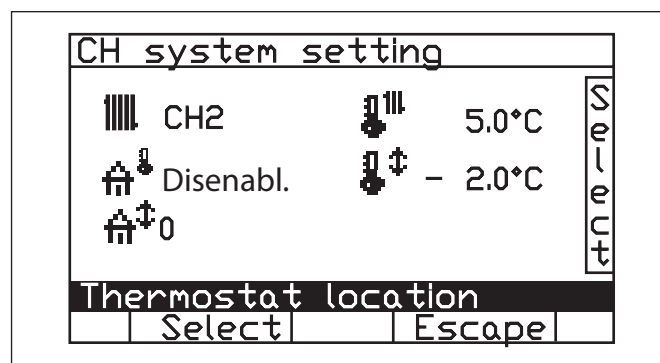 CH system setting
CH2 5.0°C
Disenabl. - 2.0°C
0
Select
Thermostat location
Select Escape